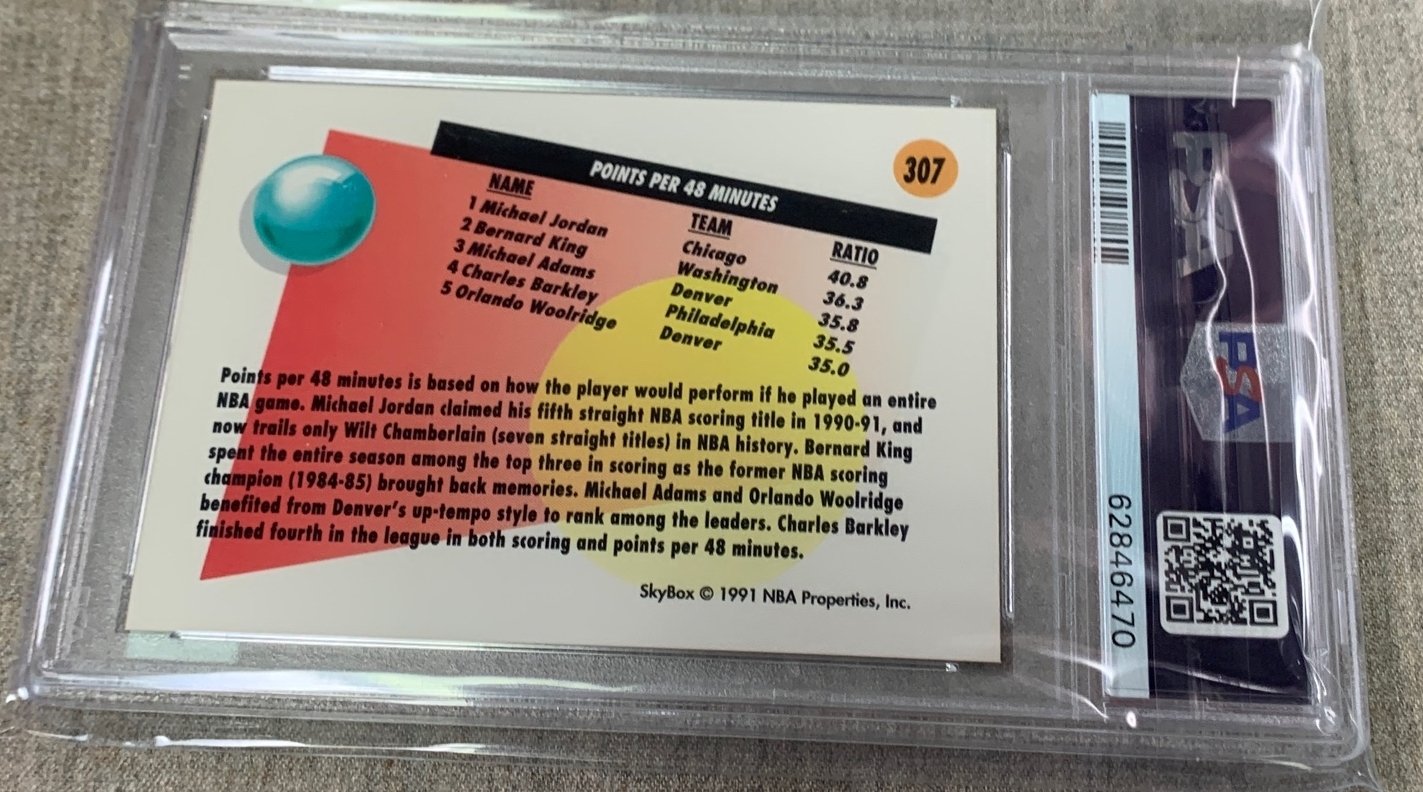 307
POINTS PER 48 MINUTES
NAME TEAM RATIO
1 Michael Jordan Chicago 40.8
2 Bernard King Washington 36.3
3 Michael Adams Denver 35.8
4 Charles Barkley Philadelphia 35.5
5 Orlando Woolridge Denver 35.0
Points per 48 minutes is based on how the player would perform if he played an entire
NBA game. Michael Jordan claimed his fifth straight NBA scoring title in 1990-91, and
now trails only Wilt Chamberlain (seven straight titles) in NBA history. Bernard King
spent the entire season among the top three in scoring as the former NBA scoring
champion (1984-85) brought back memories. Michael Adams and Orlando Woolridge
benefited from Denver's up-tempo style to rank among the leaders. Charles Barkley
finished fourth in the league in both scoring and points per 48 minutes.
SkyBox © 1991 NBA Properties, Inc.
62846470
PSA
PSA